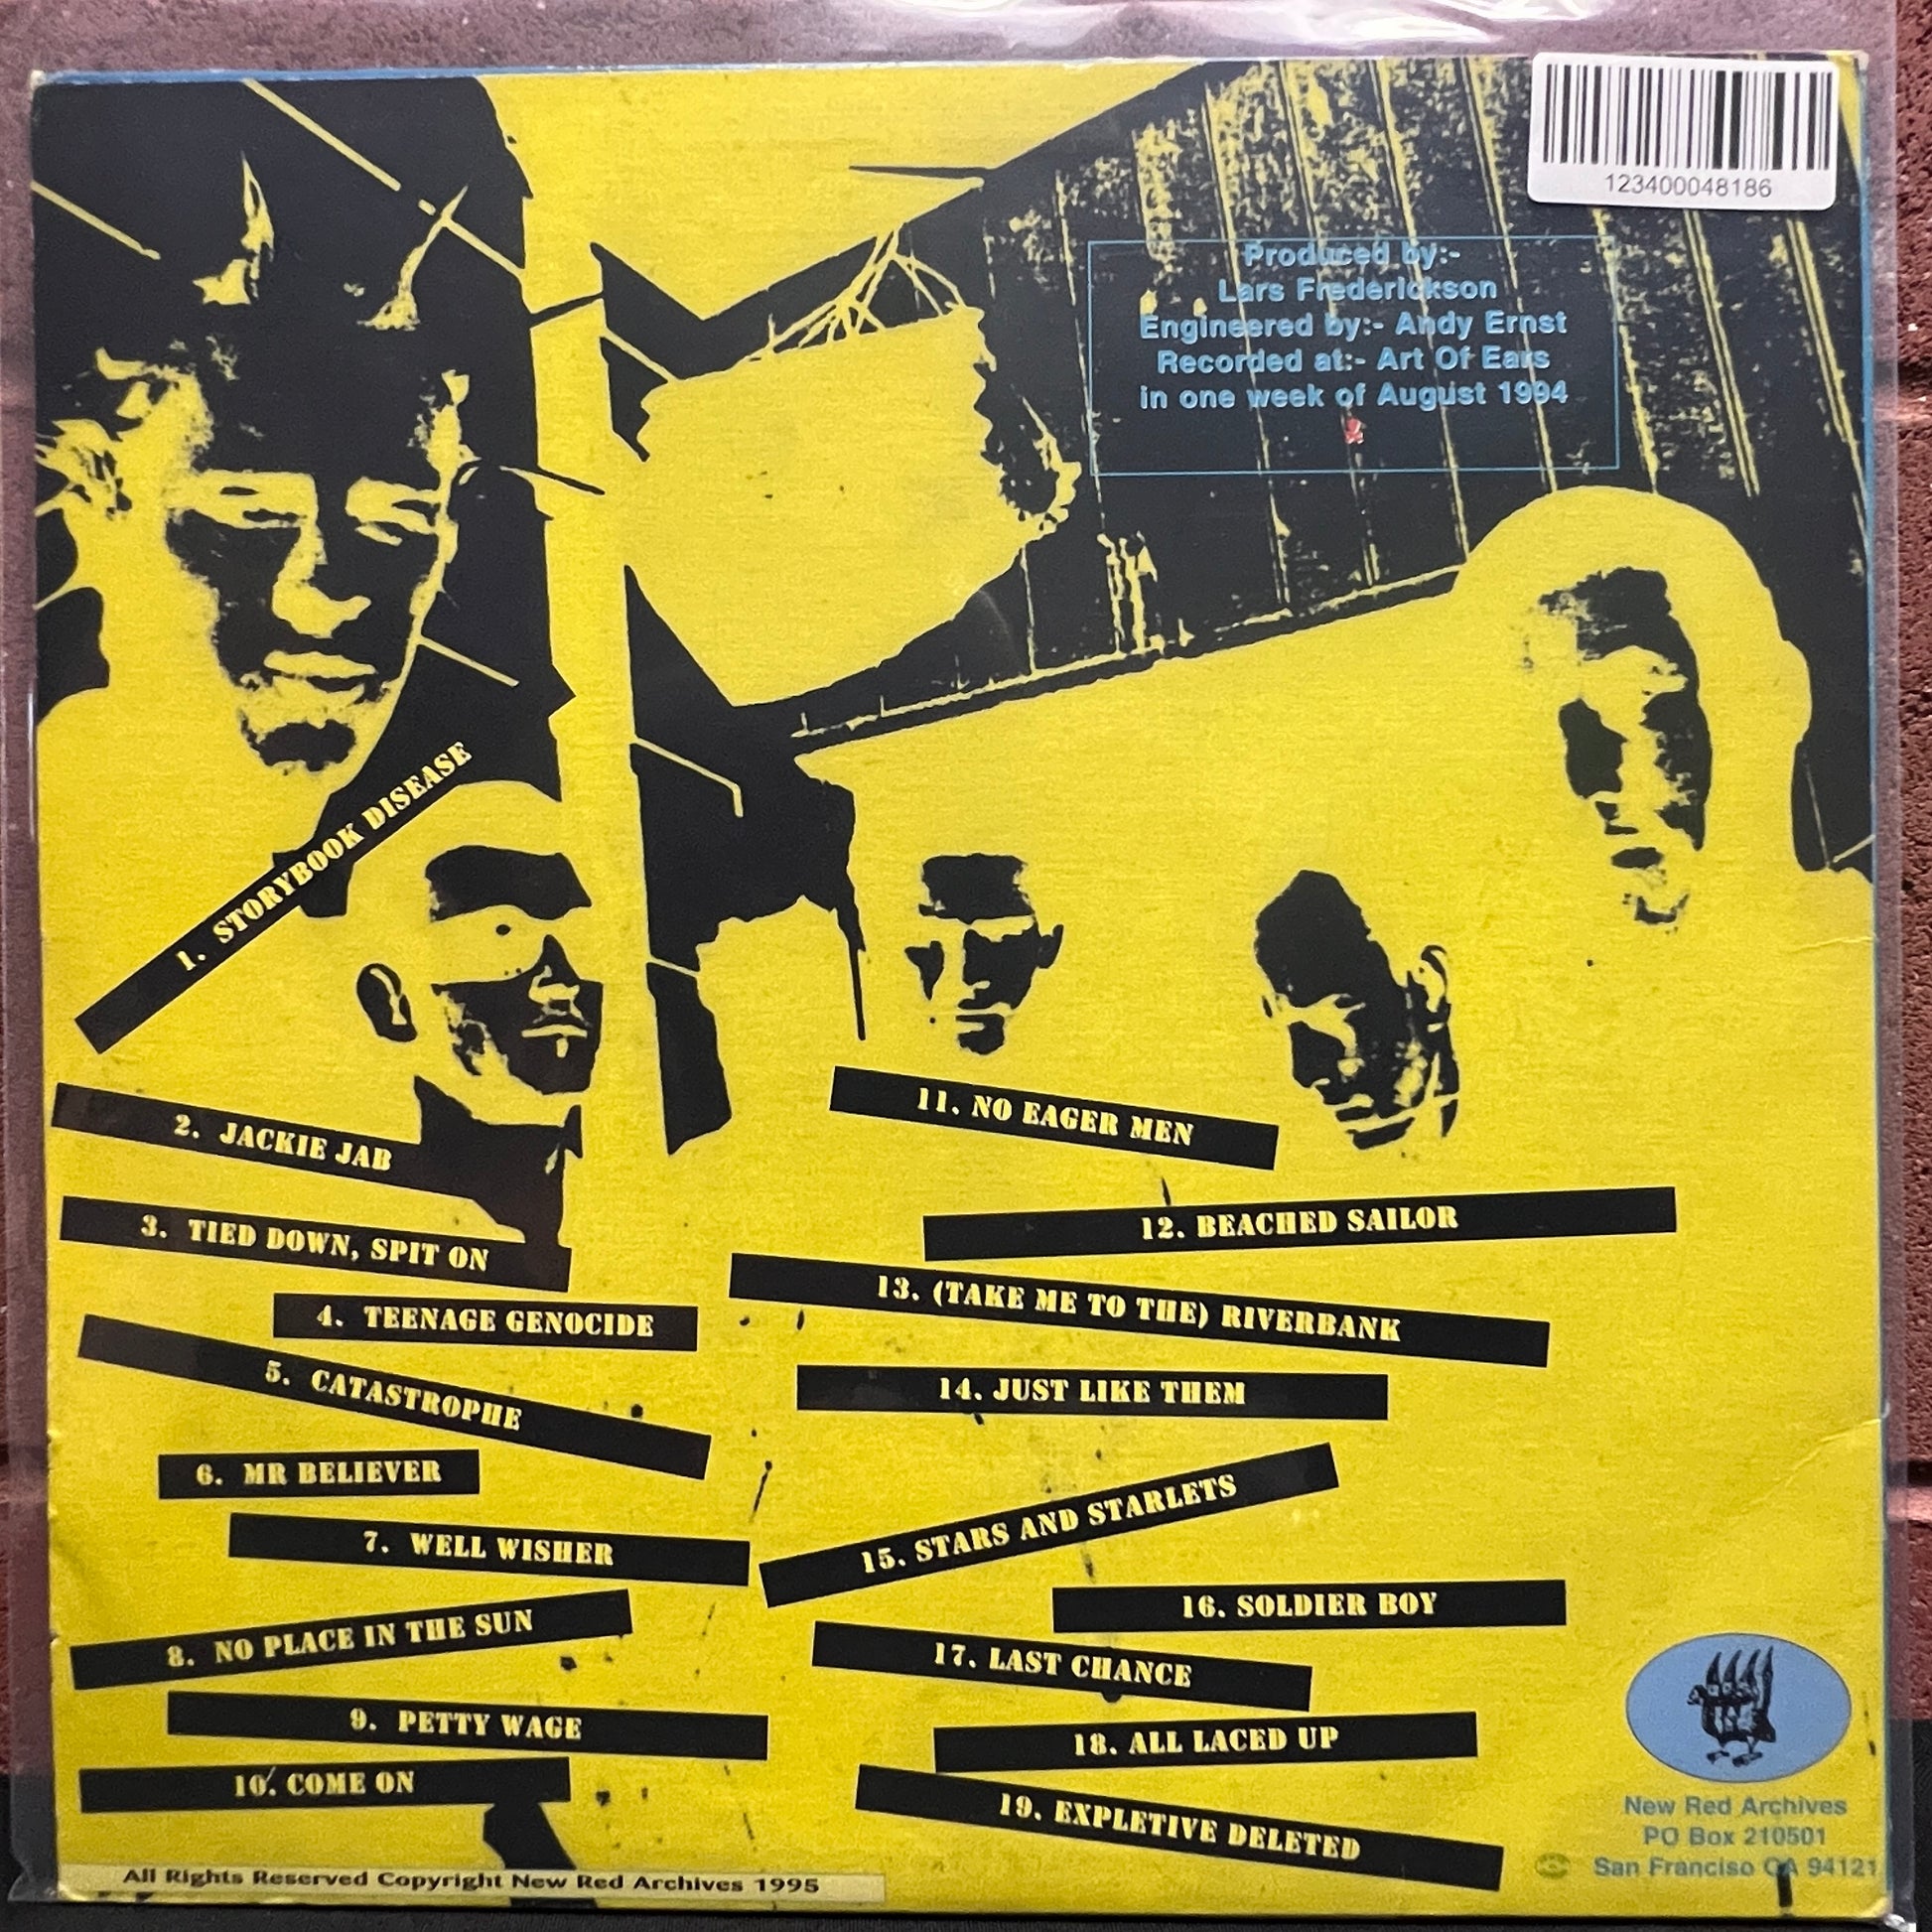 123400048186
Produced by:-
Lars Frederickson
Engineered by:- Andy Ernst
Recorded at:- Art Of Ears
in one week of August 1994
1. STORYBOOK DISEASE
2. JACKIE JAB
3. TIED DOWN, SPIT ON
4. TEENAGE GENOCIDE
5. CATASTROPHE
6. MR BELIEVER
7. WELL WISHER
8. NO PLACE IN THE SUN
9. PETTY WAGE
10. COME ON
11. NO EAGER MEN
12. BEACHED SAILOR
13. (TAKE ME TO THE) RIVERBANK
14. JUST LIKE THEM
15. STARS AND STARLETS
16. SOLDIER BOY
17. LAST CHANCE
18. ALL LACED UP
19. EXPLETIVE DELETED
New Red Archives
PO Box 210501
San Franciso CA 94121
All Rights Reserved Copyright New Red Archives 1995